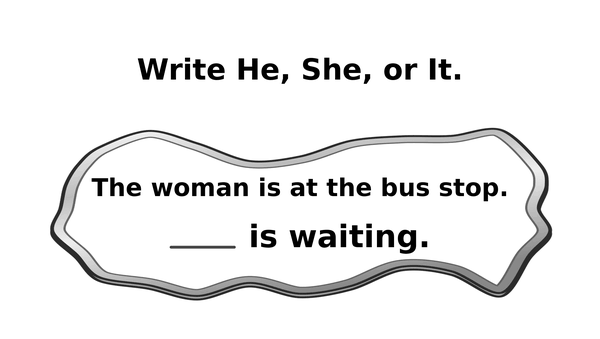 Write He, She, or It.
The woman is at the bus stop.
____ is waiting.